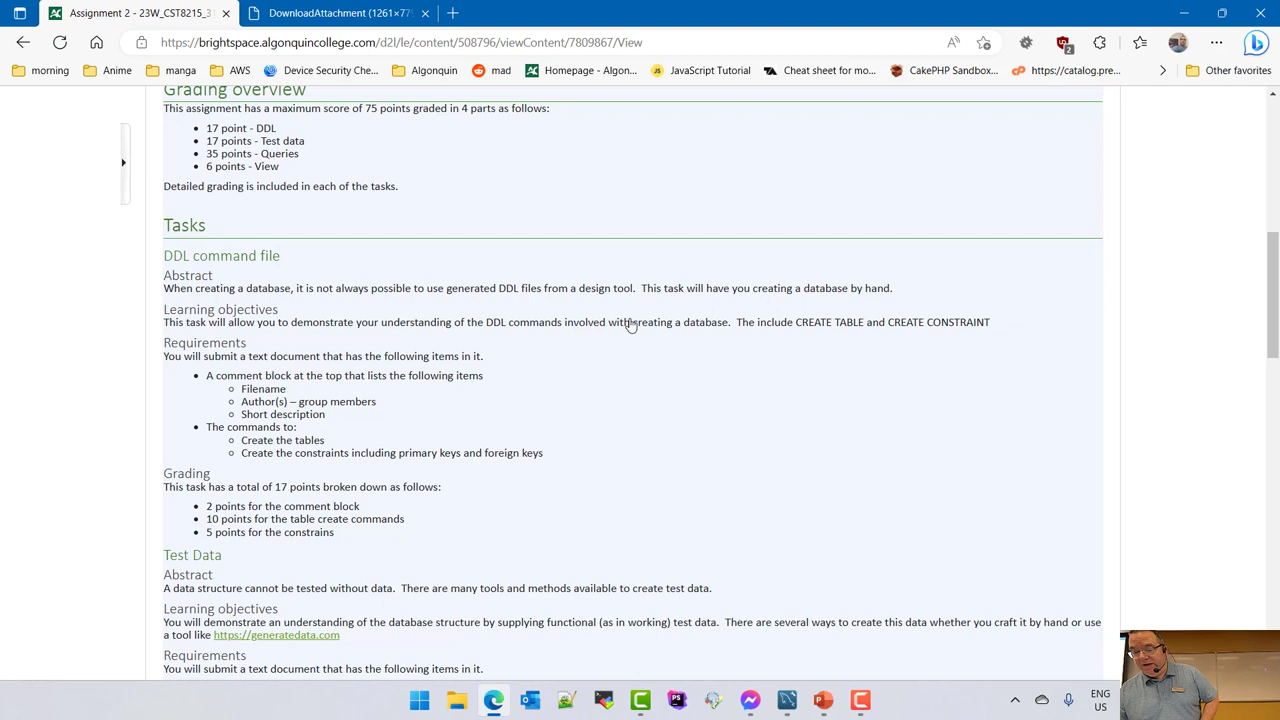 Assignment 2 - 23W_CST8215_3
DownloadAttachment (1261×77
https://brightspace.algonquincollege.com/d2l/le/content/508796/viewContent/7809867/View
2
morning
Anime
manga
AWS
Device Security Che...
Algonquin
mad
Homepage - Algon...
JavaScript Tutorial
Cheat sheet for mo...
CakePHP Sandbox...
https://catalog.pre...
Other favorites
Grading overview
This assignment has a maximum score of 75 points graded in 4 parts as follows:
• 17 point - DDL
• 17 points - Test data
• 35 points - Queries
• 6 points - View
Detailed grading is included in each of the tasks.
Tasks
DDL command file
Abstract
When creating a database, it is not always possible to use generated DDL files from a design tool.  This task will have you creating a database by hand.
Learning objectives
This task will allow you to demonstrate your understanding of the DDL commands involved with creating a database.  The include CREATE TABLE and CREATE CONSTRAINT
Requirements
You will submit a text document that has the following items in it.
• A comment block at the top that lists the following items
○ Filename
○ Author(s) – group members
○ Short description
• The commands to:
○ Create the tables
○ Create the constraints including primary keys and foreign keys
Grading
This task has a total of 17 points broken down as follows:
• 2 points for the comment block
• 10 points for the table create commands
• 5 points for the constrains
Test Data
Abstract
A data structure cannot be tested without data.  There are many tools and methods available to create test data.
Learning objectives
You will demonstrate an understanding of the database structure by supplying functional (as in working) test data.  There are several ways to create this data whether you craft it by hand or use
a tool like https://generatedata.com
Requirements
You will submit a text document that has the following items in it.
ENG
US